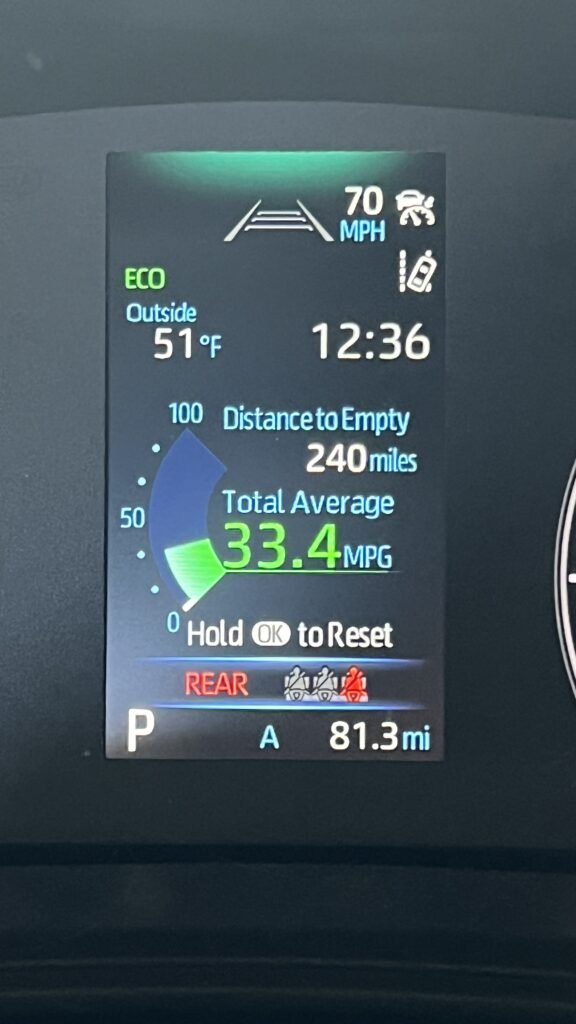 70
MPH
ECO
Outside
51°F
12:36
100
Distance to Empty
240 miles
50
Total Average
33.4 MPG
0
Hold OK to Reset
REAR
P
A
81.3 mi